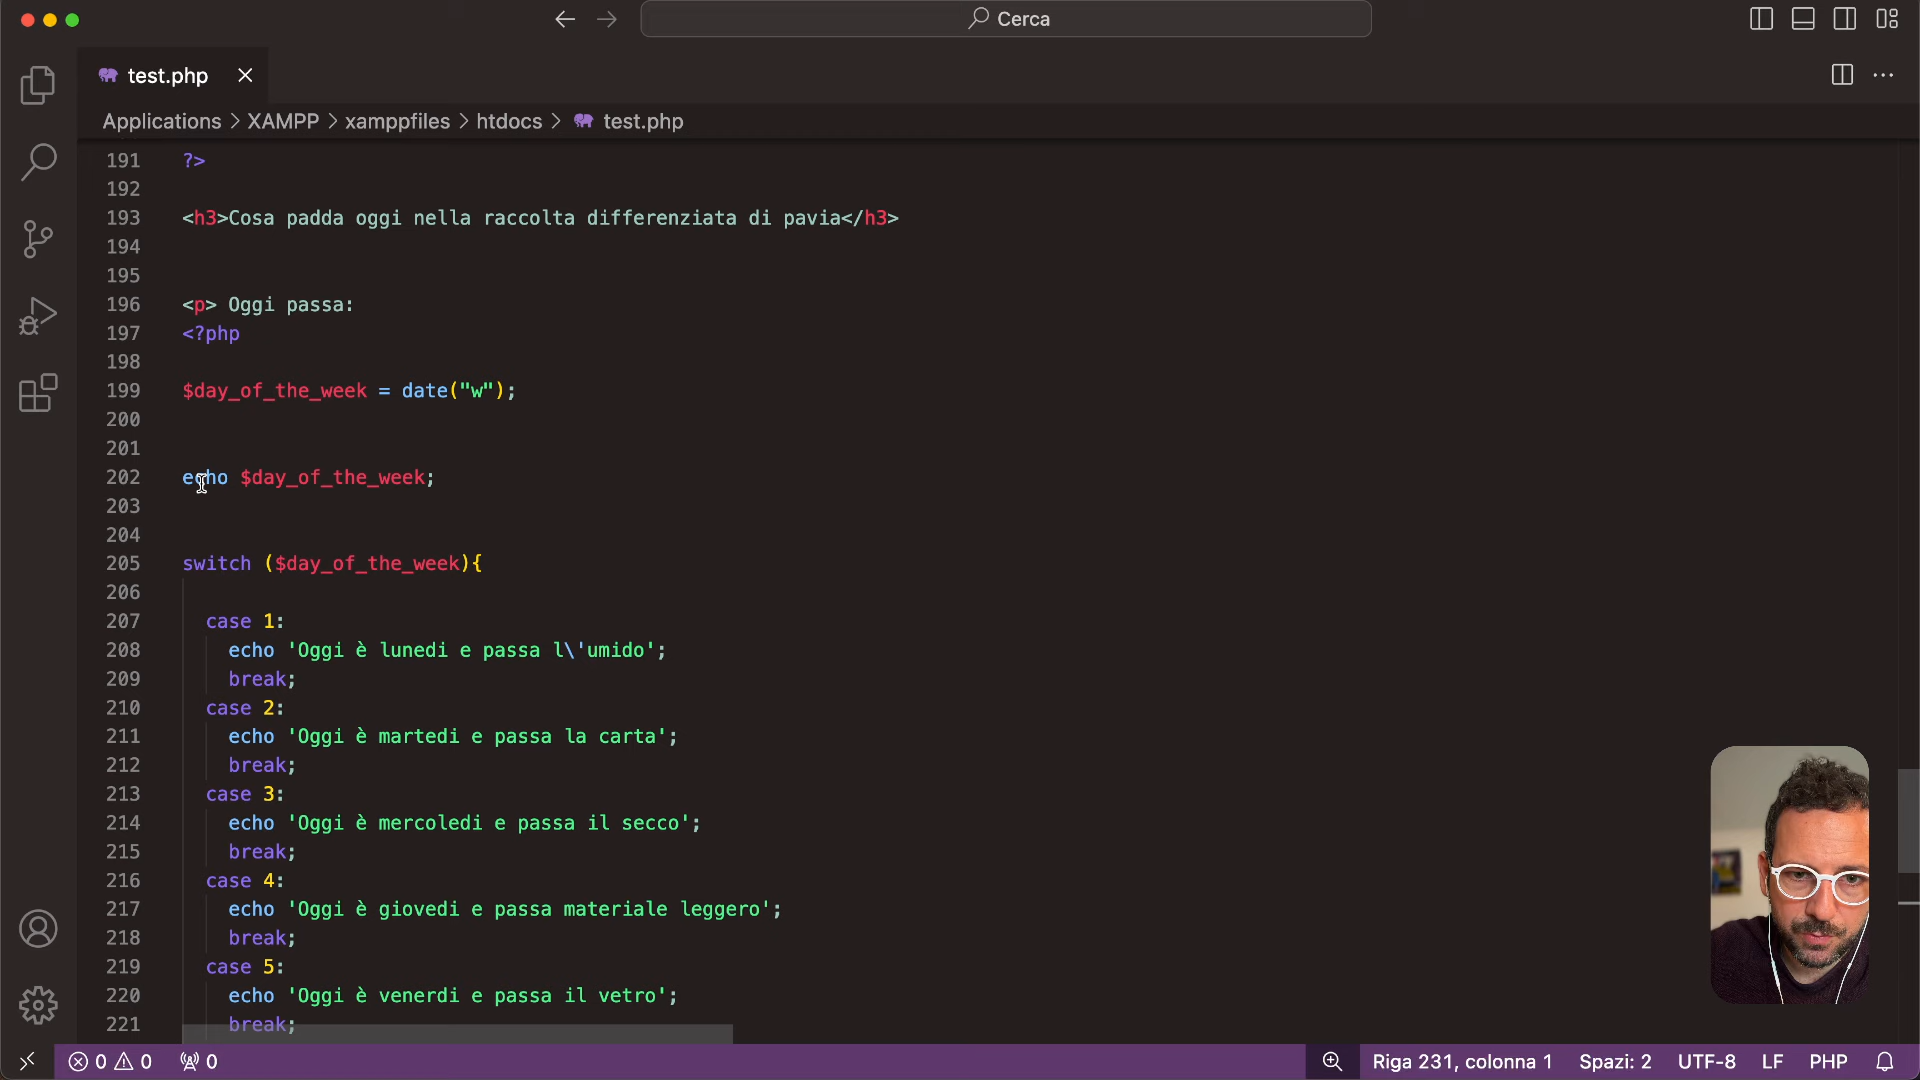 Cerca
test.php
Applications > XAMPP > xamppfiles > htdocs > test.php
191 ?>
192
193 <h3>Cosa padda oggi nella raccolta differenziata di pavia</h3>
194
195
196 <p> Oggi passa:
197 <?php
198
199 $day_of_the_week = date("w");
200
201
202 echo $day_of_the_week;
203
204
205 switch ($day_of_the_week){
206
207 case 1:
208 echo 'Oggi è lunedi e passa l\'umido';
209 break;
210 case 2:
211 echo 'Oggi è martedi e passa la carta';
212 break;
213 case 3:
214 echo 'Oggi è mercoledi e passa il secco';
215 break;
216 case 4:
217 echo 'Oggi è giovedi e passa materiale leggero';
218 break;
219 case 5:
220 echo 'Oggi è venerdi e passa il vetro';
221 break;
0 0 0 Riga 231, colonna 1 Spazi: 2 UTF-8 LF PHP